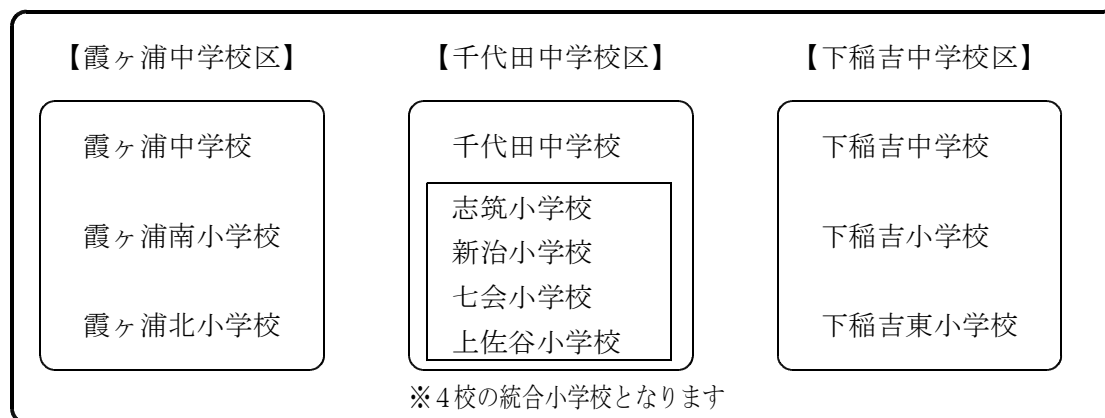 【霞ヶ浦中学校区】
霞ヶ浦中学校
霞ヶ浦南小学校
霞ヶ浦北小学校
【千代田中学校区】
千代田中学校
志筑小学校
新治小学校
七会小学校
上佐谷小学校
※４校の統合小学校となります
【下稲吉中学校区】
下稲吉中学校
下稲吉小学校
下稲吉東小学校